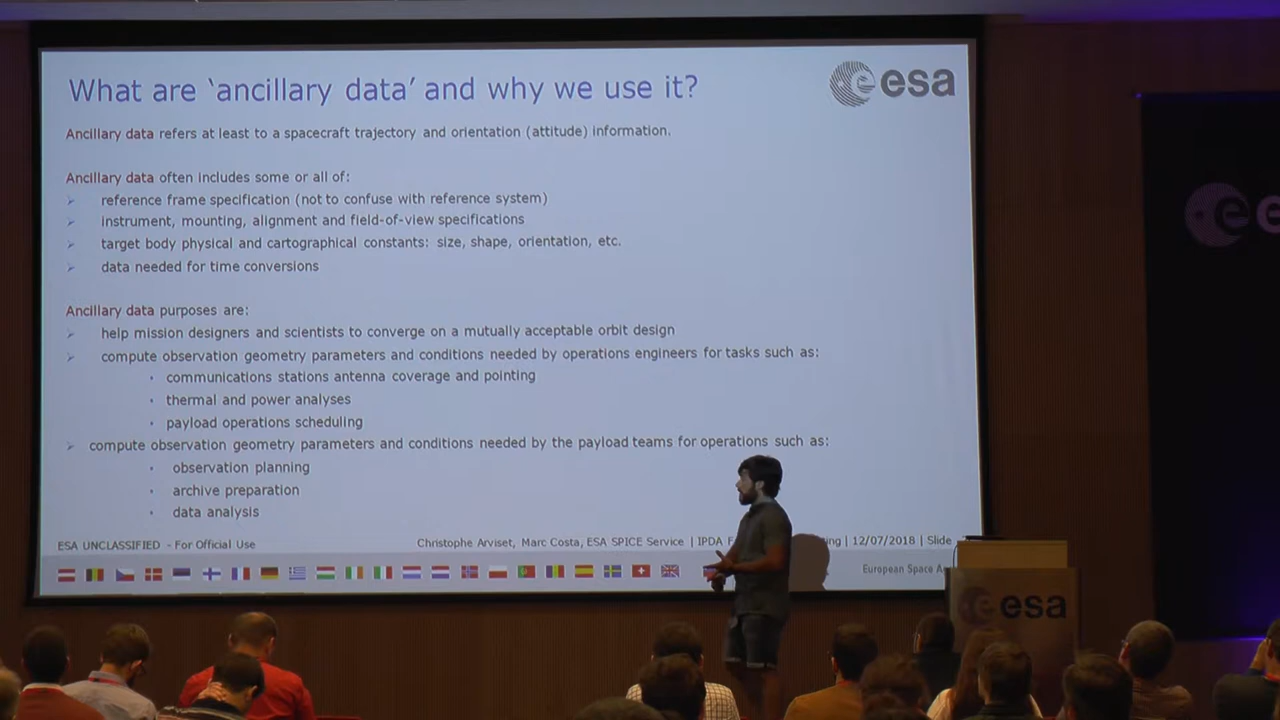 What are ‘ancillary data’ and why we use it?
esa
Ancillary data refers at least to a spacecraft trajectory and orientation (attitude) information.
Ancillary data often includes some or all of:
reference frame specification (not to confuse with reference system)
instrument, mounting, alignment and field-of-view specifications
target body physical and cartographical constants: size, shape, orientation, etc.
data needed for time conversions
Ancillary data purposes are:
help mission designers and scientists to converge on a mutually acceptable orbit design
compute observation geometry parameters and conditions needed by operations engineers for tasks such as:
communications stations antenna coverage and pointing
thermal and power analyses
payload operations scheduling
compute observation geometry parameters and conditions needed by the payload teams for operations such as:
observation planning
archive preparation
data analysis
ESA UNCLASSIFIED - For Official Use
Christophe Arviset, Marc Costa, ESA SPICE Service | IPDA | 12/07/2018 | Slide
European Space
esa